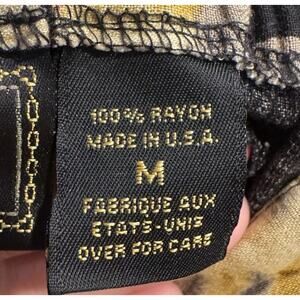 100% RAYON
MADE IN U.S.A.
M
FABRIQUE AUX
ETATS-UNIS
OVER FOR CARE